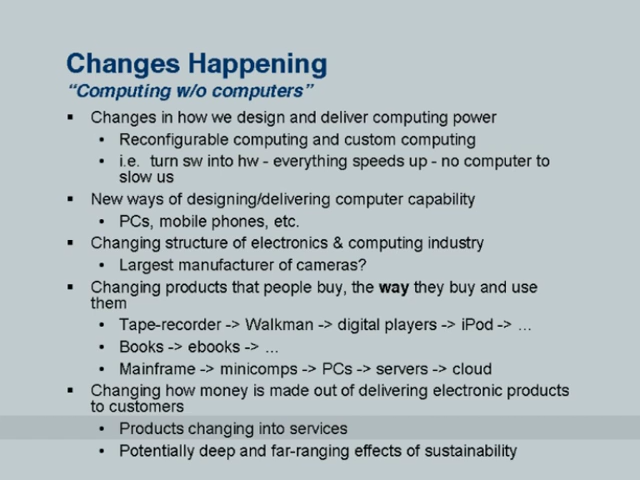 Changes Happening
"Computing w/o computers"
▪ Changes in how we design and deliver computing power
• Reconfigurable computing and custom computing
• i.e. turn sw into hw - everything speeds up - no computer to
slow us
▪ New ways of designing/delivering computer capability
• PCs, mobile phones, etc.
▪ Changing structure of electronics & computing industry
• Largest manufacturer of cameras?
▪ Changing products that people buy, the way they buy and use
them
• Tape-recorder -> Walkman -> digital players -> iPod -> ...
• Books -> ebooks -> ...
• Mainframe -> minicomps -> PCs -> servers -> cloud
▪ Changing how money is made out of delivering electronic products
to customers
• Products changing into services
• Potentially deep and far-ranging effects of sustainability